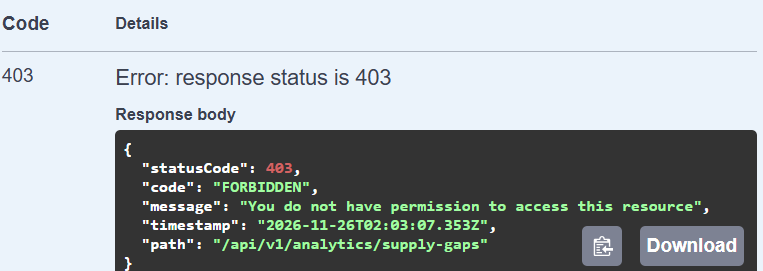 Code Details
403 Error: response status is 403
Response body
{
"statusCode": 403,
"code": "FORBIDDEN",
"message": "You do not have permission to access this resource",
"timestamp": "2026-11-26T02:03:07.353Z",
"path": "/api/v1/analytics/supply-gaps"
}
Download